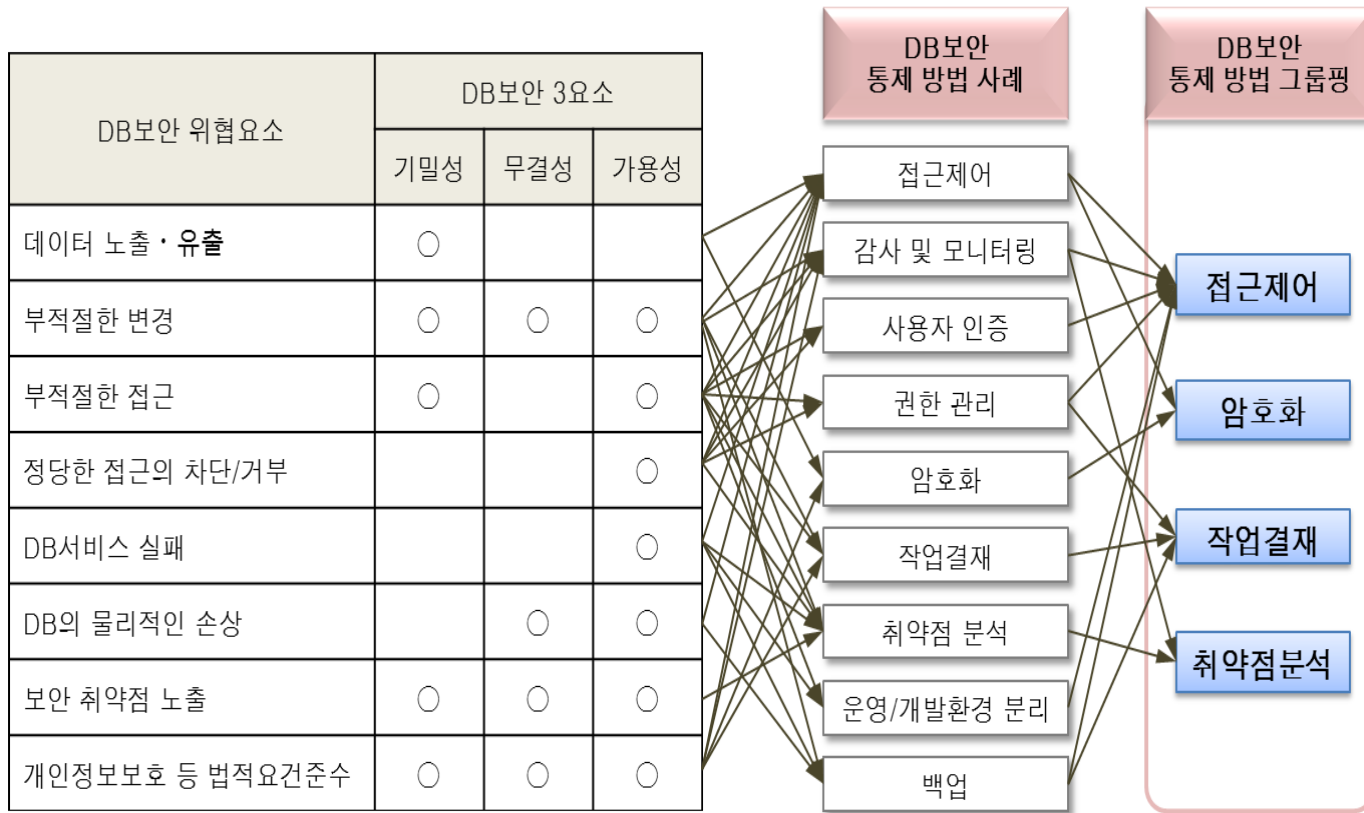 DB보안 위협요소
DB보안 3요소
기밀성 무결성 가용성
데이터 노출・유출 ○
부적절한 변경 ○ ○ ○
부적절한 접근 ○ ○
정당한 접근의 차단/거부 ○
DB서비스 실패 ○
DB의 물리적인 손상 ○ ○
보안 취약점 노출 ○ ○ ○
개인정보보호 등 법적요건준수 ○ ○ ○
DB보안
통제 방법 사례
접근제어
감사 및 모니터링
사용자 인증
권한 관리
암호화
작업결재
취약점 분석
운영/개발환경 분리
백업
DB보안
통제 방법 그룹핑
접근제어
암호화
작업결재
취약점분석